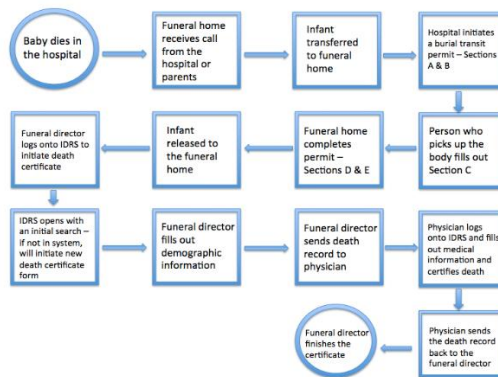 Baby dies in
the hospital
Funeral home
receives call
from the
hospital or
parents
Infant
transferred to
funeral home
Hospital initiates
a burial transit
permit – Sections
A & B
Person who
picks up the
body fills out
Section C
Funeral home
completes
permit –
Sections D & E
Infant
released to
the funeral
home
Funeral director
logs onto IDRS to
initiate death
certificate
IDRS opens with
an initial search –
if not in system,
will initiate new
death certificate
form
Funeral director
fills out
demographic
information
Funeral director
sends death
record to
physician
Physician logs
onto IDRS and fills
out medical
information and
certifies death
Physician sends
the death record
back to the
funeral director
Funeral director
finishes the
certificate